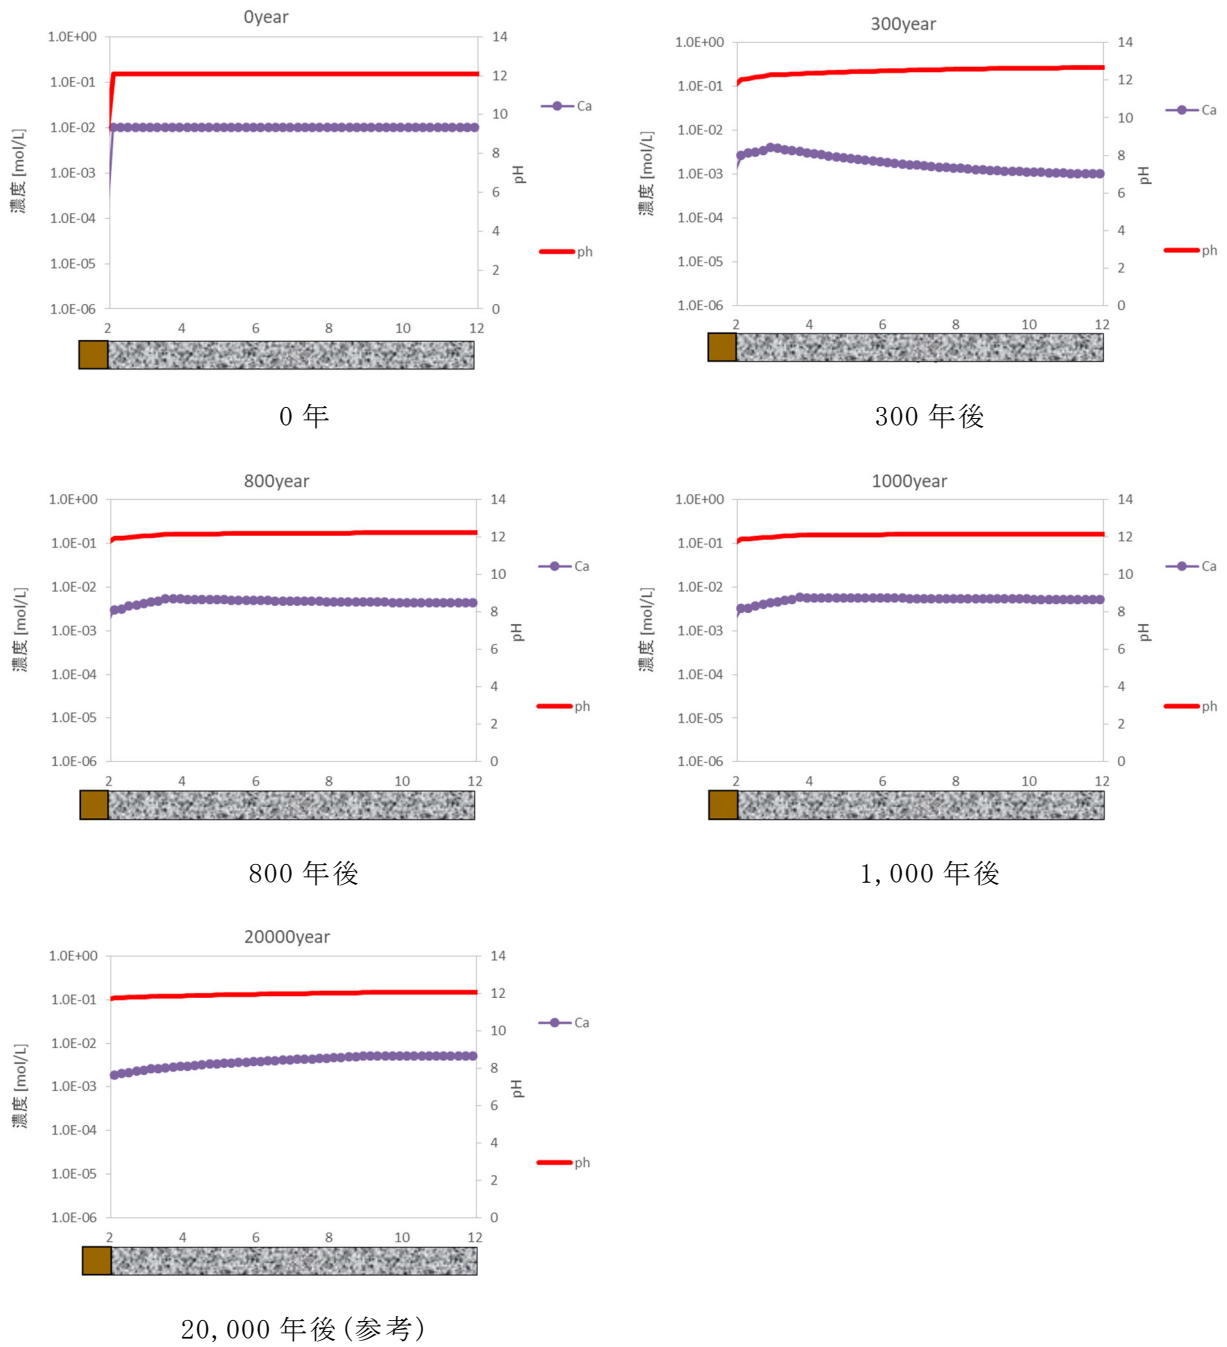 0year
1.0E+00
1.0E-01
1.0E-02
1.0E-03
1.0E-04
1.0E-05
1.0E-06
濃度 [mol/L]
14
12
10
8
6
4
2
0
pH
Ca
ph
2 4 6 8 10 12
0 年
300year
1.0E+00
1.0E-01
1.0E-02
1.0E-03
1.0E-04
1.0E-05
1.0E-06
濃度 [mol/L]
14
12
10
8
6
4
2
0
pH
Ca
ph
2 4 6 8 10 12
300 年後
800year
1.0E+00
1.0E-01
1.0E-02
1.0E-03
1.0E-04
1.0E-05
1.0E-06
濃度 [mol/L]
14
12
10
8
6
4
2
0
pH
Ca
ph
2 4 6 8 10 12
800 年後
1000year
1.0E+00
1.0E-01
1.0E-02
1.0E-03
1.0E-04
1.0E-05
1.0E-06
濃度 [mol/L]
14
12
10
8
6
4
2
0
pH
Ca
ph
2 4 6 8 10 12
1,000 年後
20000year
1.0E+00
1.0E-01
1.0E-02
1.0E-03
1.0E-04
1.0E-05
1.0E-06
濃度 [mol/L]
14
12
10
8
6
4
2
0
pH
Ca
ph
2 4 6 8 10 12
20,000 年後(参考)